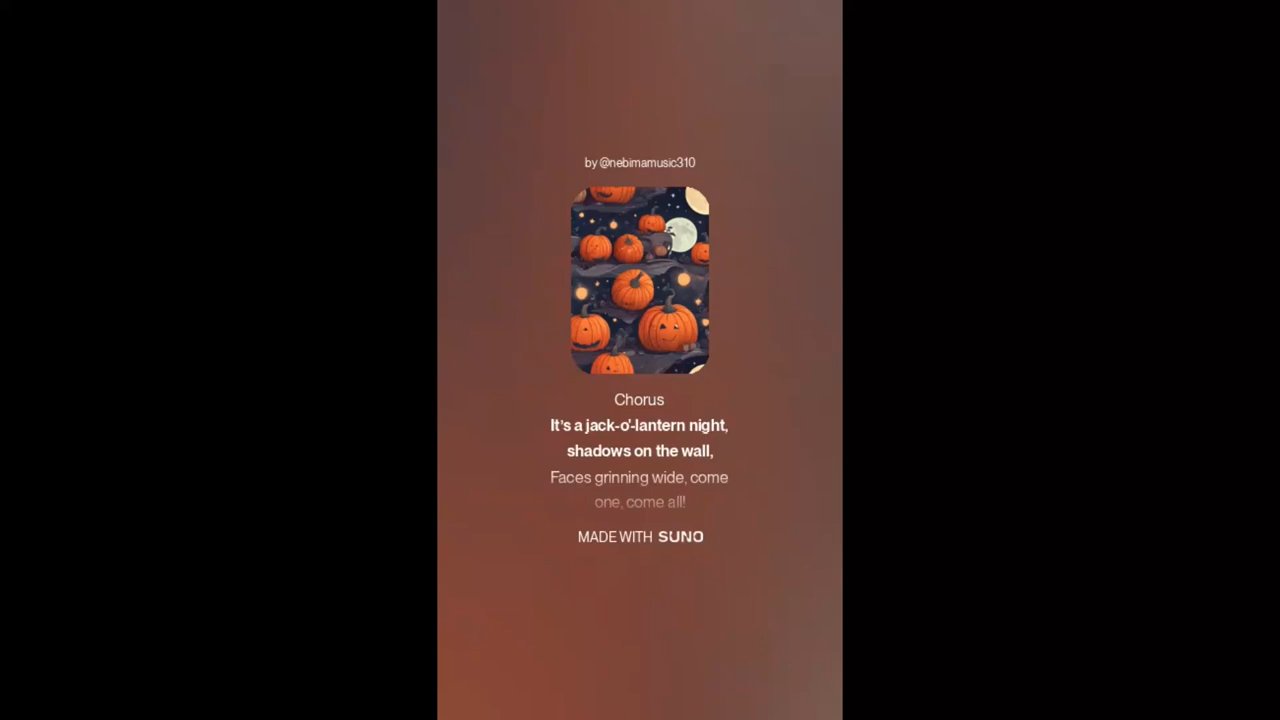 by @nebimamusic310
Chorus
It's a jack-o'-lantern night,
shadows on the wall,
Faces grinning wide, come
one, come all!
MADE WITH SUNO